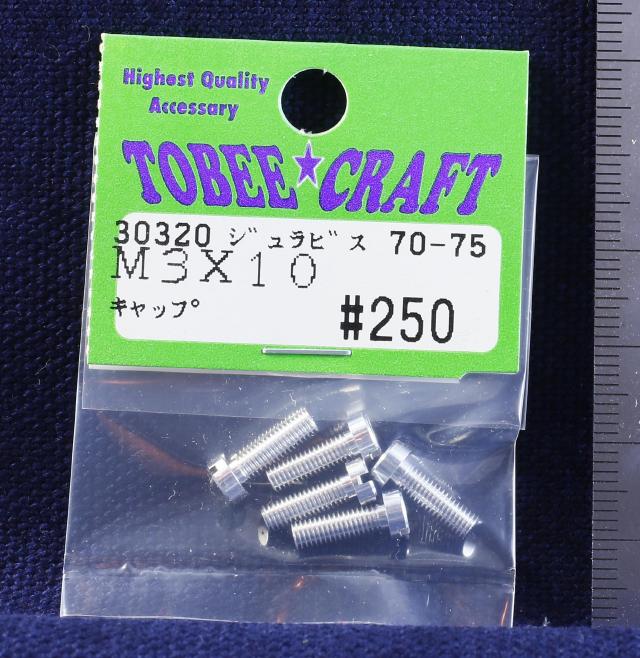 Highest Quality
Accessary
TOBEE★CRAFT
30320 ジュラビス 70-75
M3X10
キャップ
#250